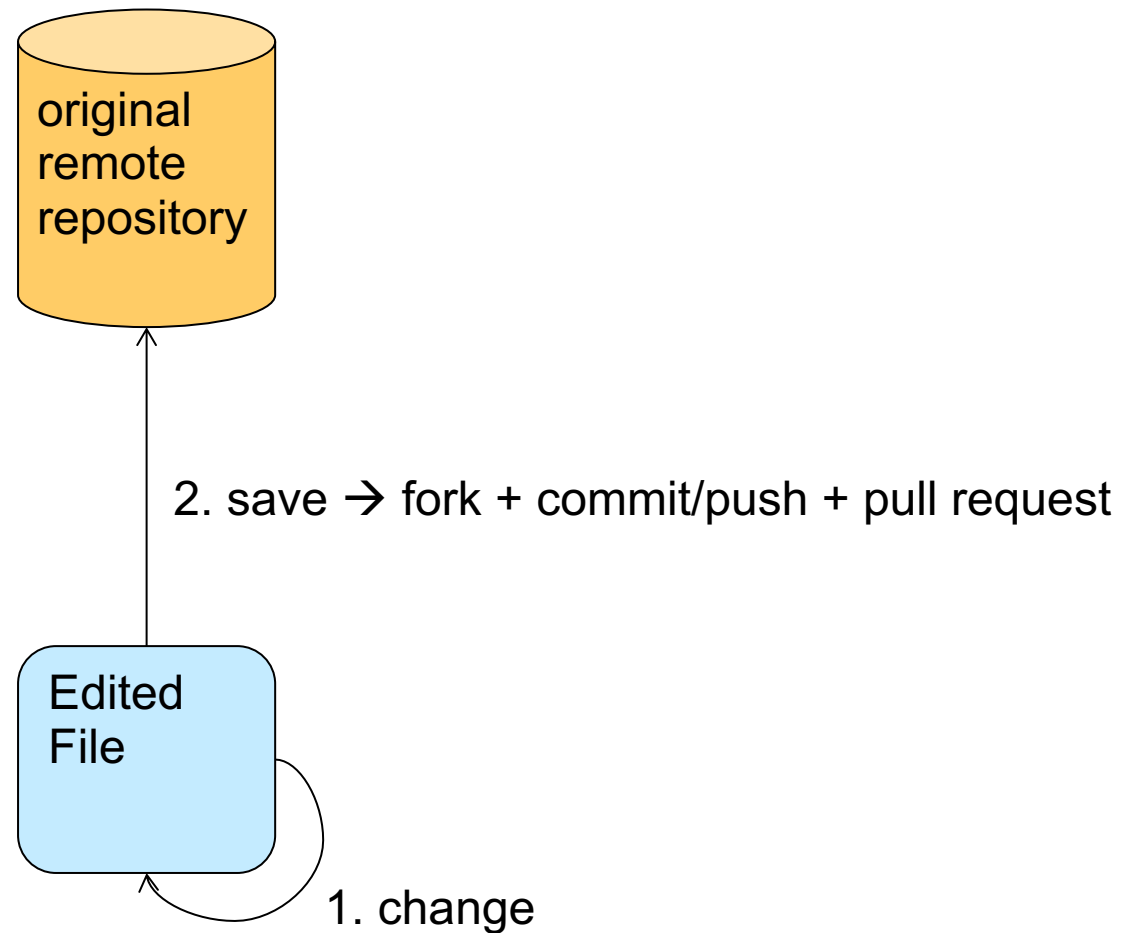 original
remote
repository
2. save → fork + commit/push + pull request
Edited
File
1. change